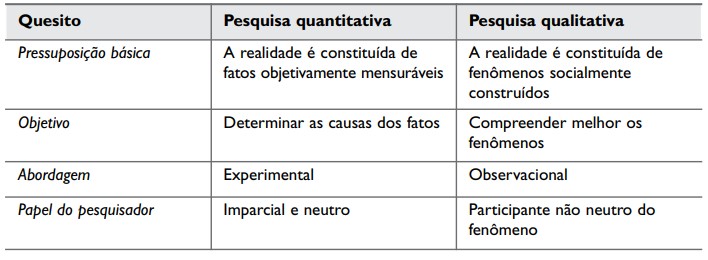 Quesito Pesquisa quantitativa Pesquisa qualitativa
Pressuposição básica A realidade é constituída de A realidade é constituída de
fatos objetivamente mensuráveis fenômenos socialmente
construídos
Objetivo Determinar as causas dos fatos Compreender melhor os
fenômenos
Abordagem Experimental Observacional
Papel do pesquisador Imparcial e neutro Participante não neutro do
fenômeno